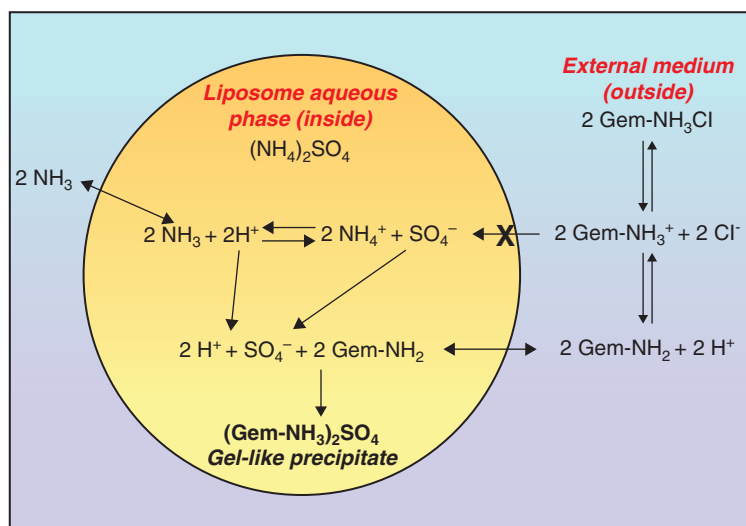 Liposome aqueous
phase (inside)
(NH₄)₂SO₄
External medium
(outside)
2 Gem-NH₃Cl
2 NH₃
2 NH₃ + 2H⁺
2 NH₄⁺ + SO₄⁻
X
2 Gem-NH₃⁺ + 2 Cl⁻
2 H⁺ + SO₄⁻ + 2 Gem-NH₂
2 Gem-NH₂ + 2 H⁺
(Gem-NH₃)₂SO₄
Gel-like precipitate